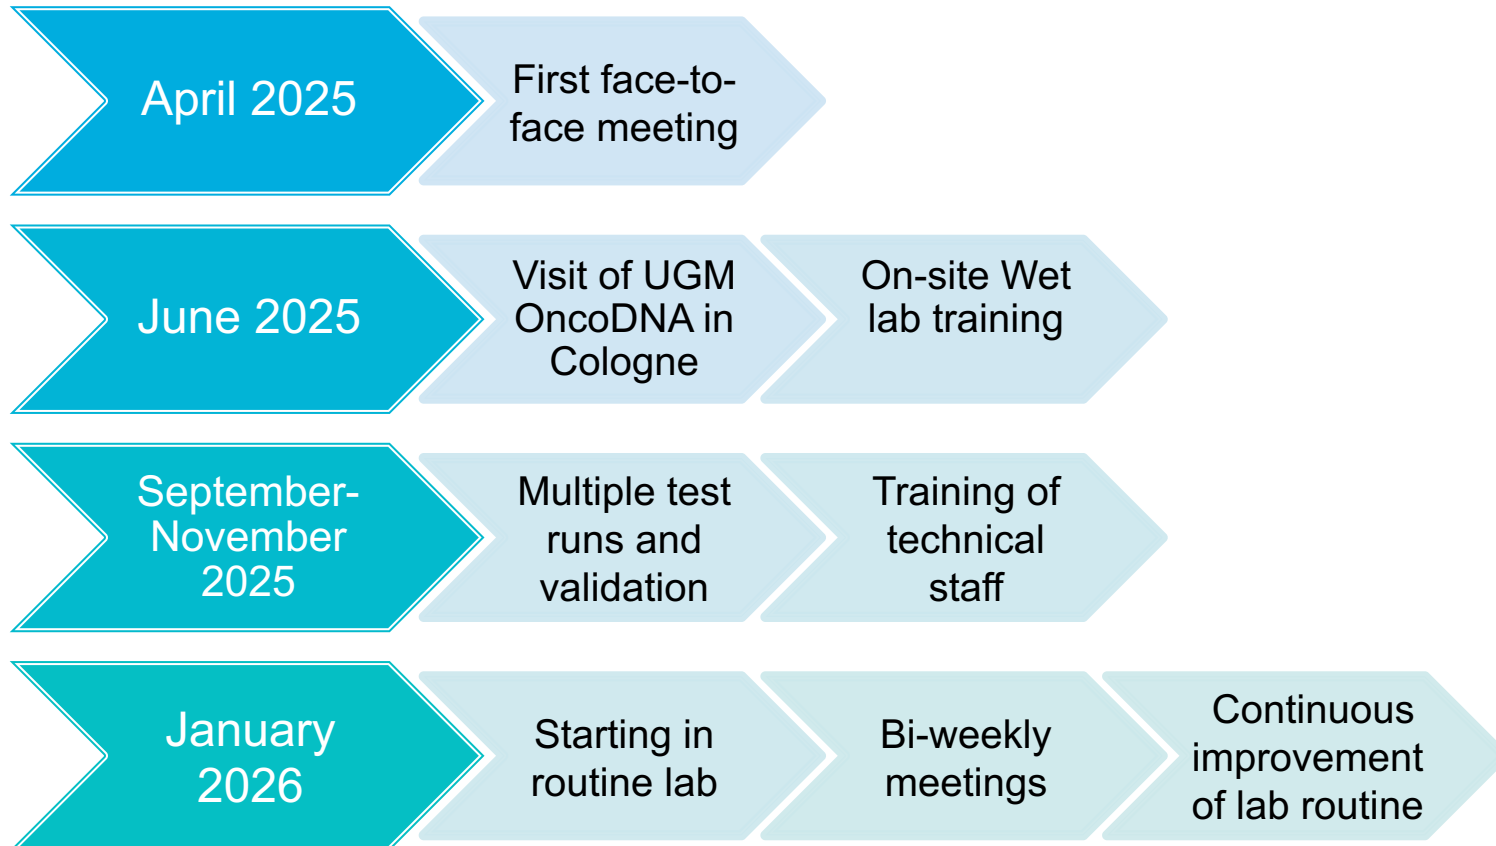 April 2025
First face-to-
face meeting
June 2025
Visit of UGM
OncoDNA in
Cologne
On-site Wet
lab training
September-
November
2025
Multiple test
runs and
validation
Training of
technical
staff
January
2026
Starting in
routine lab
Bi-weekly
meetings
Continuous
improvement
of lab routine